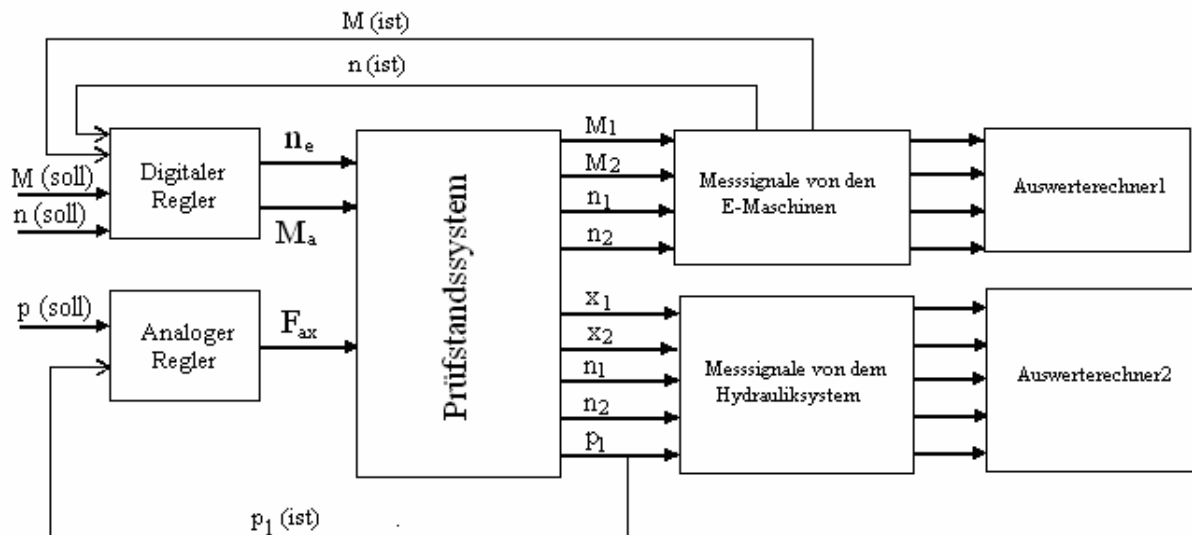 M (ist)
n (ist)
M (soll)
n (soll)
Digitaler
Regler
n_e
M_a
p (soll)
Analoger
Regler
F_ax
Prüfstandssystem
M1
M2
n1
n2
x1
x2
n1
n2
p1
Messsignale von den
E-Maschinen
Messsignale von dem
Hydrauliksystem
Auswerterechner1
Auswerterechner2
p1 (ist)